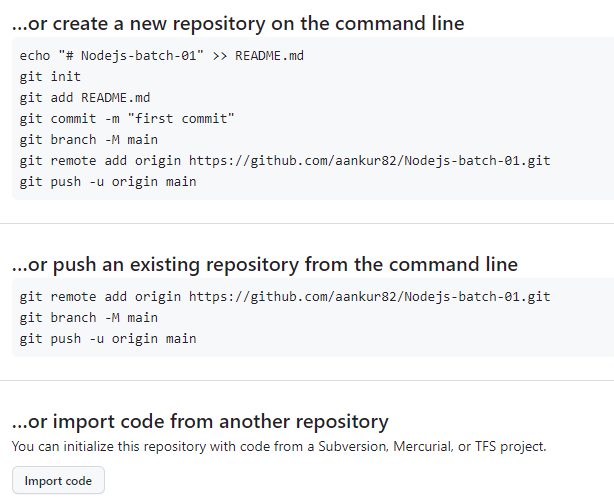 ...or create a new repository on the command line
echo "# Nodejs-batch-01" >> README.md
git init
git add README.md
git commit -m "first commit"
git branch -M main
git remote add origin https://github.com/aankur82/Nodejs-batch-01.git
git push -u origin main
...or push an existing repository from the command line
git remote add origin https://github.com/aankur82/Nodejs-batch-01.git
git branch -M main
git push -u origin main
...or import code from another repository
You can initialize this repository with code from a Subversion, Mercurial, or TFS project.
Import code